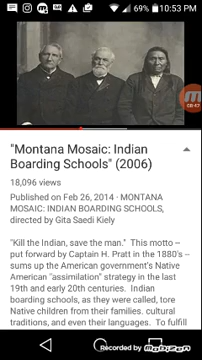 69% 10:53 PM
08:47
"Montana Mosaic: Indian
Boarding Schools" (2006)
18,096 views
Published on Feb 26, 2014 · MONTANA
MOSAIC: INDIAN BOARDING SCHOOLS,
directed by Gita Saedi Kiely
"Kill the Indian, save the man." This motto --
put forward by Captain H. Pratt in the 1880's --
sums up the American government's Native
American "assimilation" strategy in the last
19th and early 20th centuries. Indian
boarding schools, as they were called, tore
Native children from their families. cultural
traditions, and even their languages. To fulfill
Recorded by